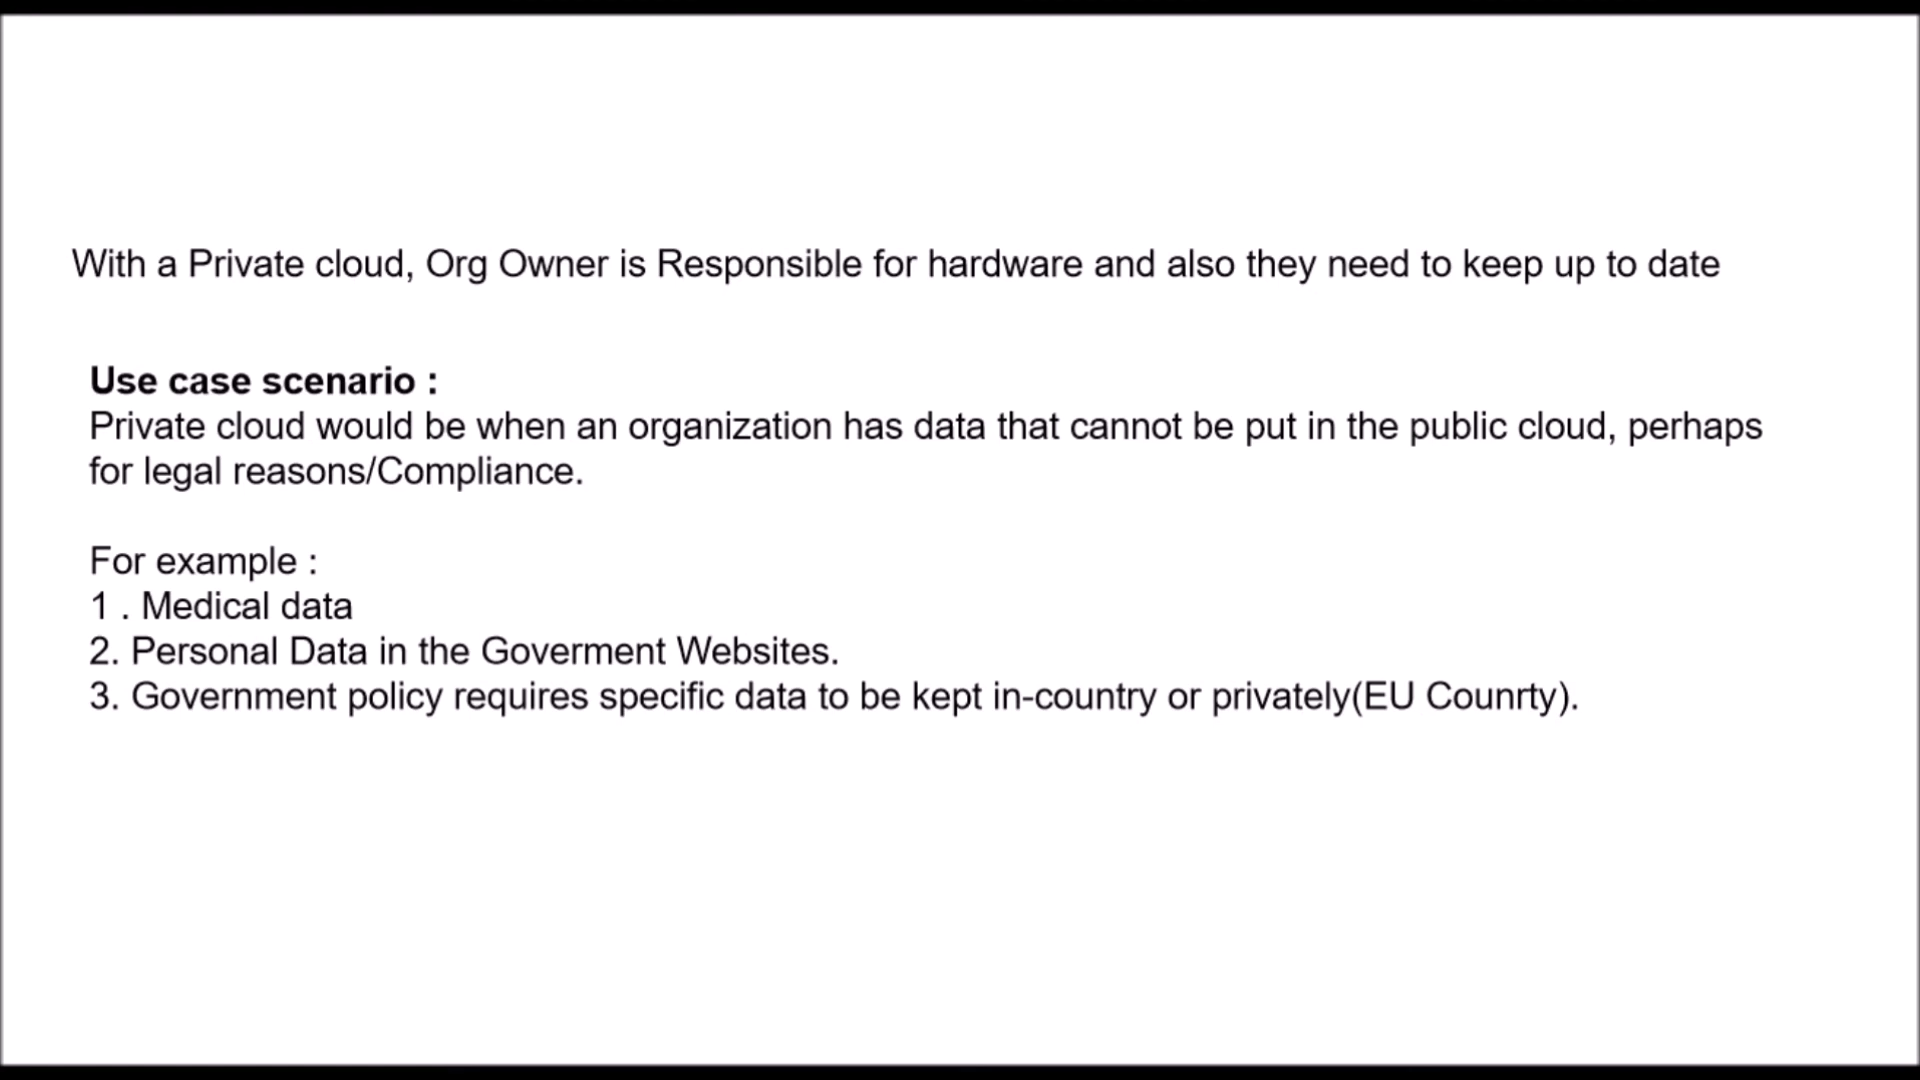 With a Private cloud, Org Owner is Responsible for hardware and also they need to keep up to date
Use case scenario :
Private cloud would be when an organization has data that cannot be put in the public cloud, perhaps
for legal reasons/Compliance.
For example :
1 . Medical data
2. Personal Data in the Goverment Websites.
3. Government policy requires specific data to be kept in-country or privately(EU Counrty).